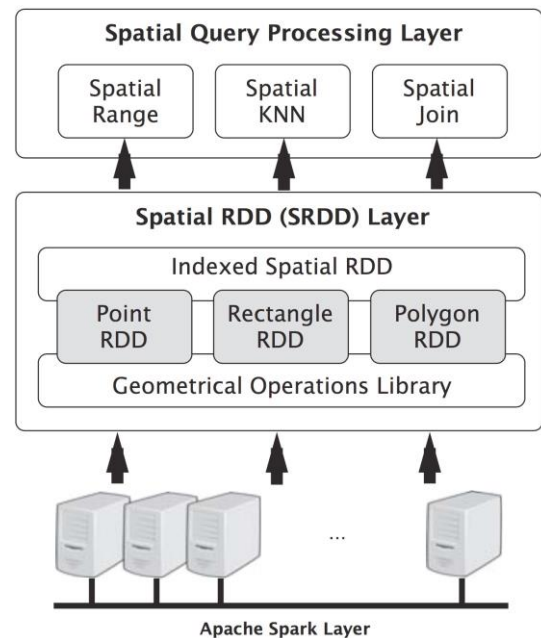 Spatial Query Processing Layer
Spatial
Range
Spatial
KNN
Spatial
Join
Spatial RDD (SRDD) Layer
Indexed Spatial RDD
Point
RDD
Rectangle
RDD
Polygon
RDD
Geometrical Operations Library
...
Apache Spark Layer